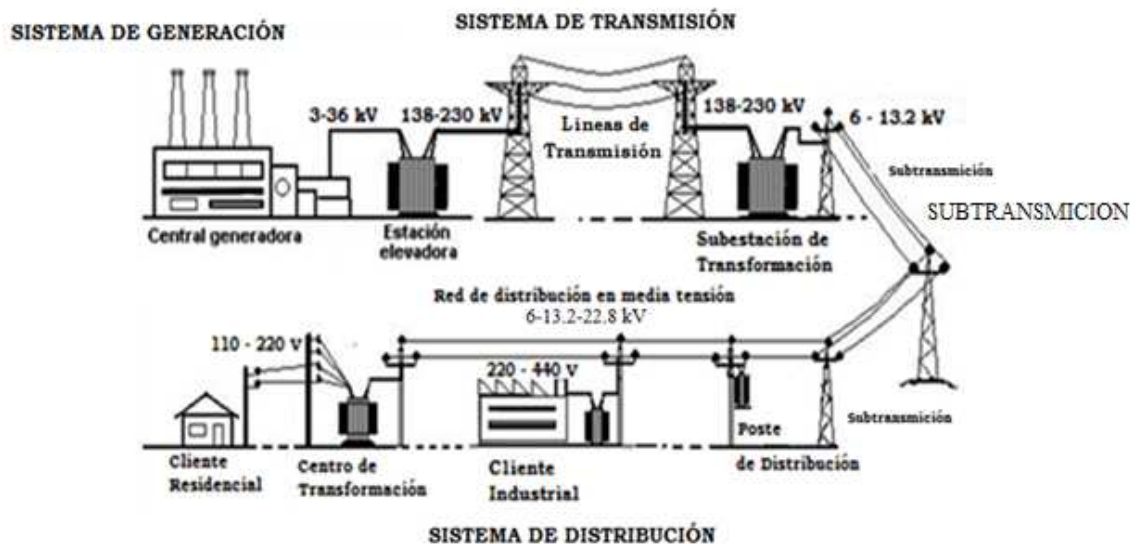 SISTEMA DE GENERACIÓN
SISTEMA DE TRANSMISIÓN
3-36 kV
138-230 kV
138-230 kV
6 - 13.2 kV
Lineas de
Transmisión
Subtransmición
SUBTRANSMICION
Central generadora
Estación
elevadora
Subestación de
Transformación
Red de distribución en media tensión
6-13.2-22.8 kV
110 - 220 v
220 - 440 v
Subtransmición
Poste
de Distribución
Cliente
Residencial
Centro de
Transformación
Cliente
Industrial
SISTEMA DE DISTRIBUCIÓN